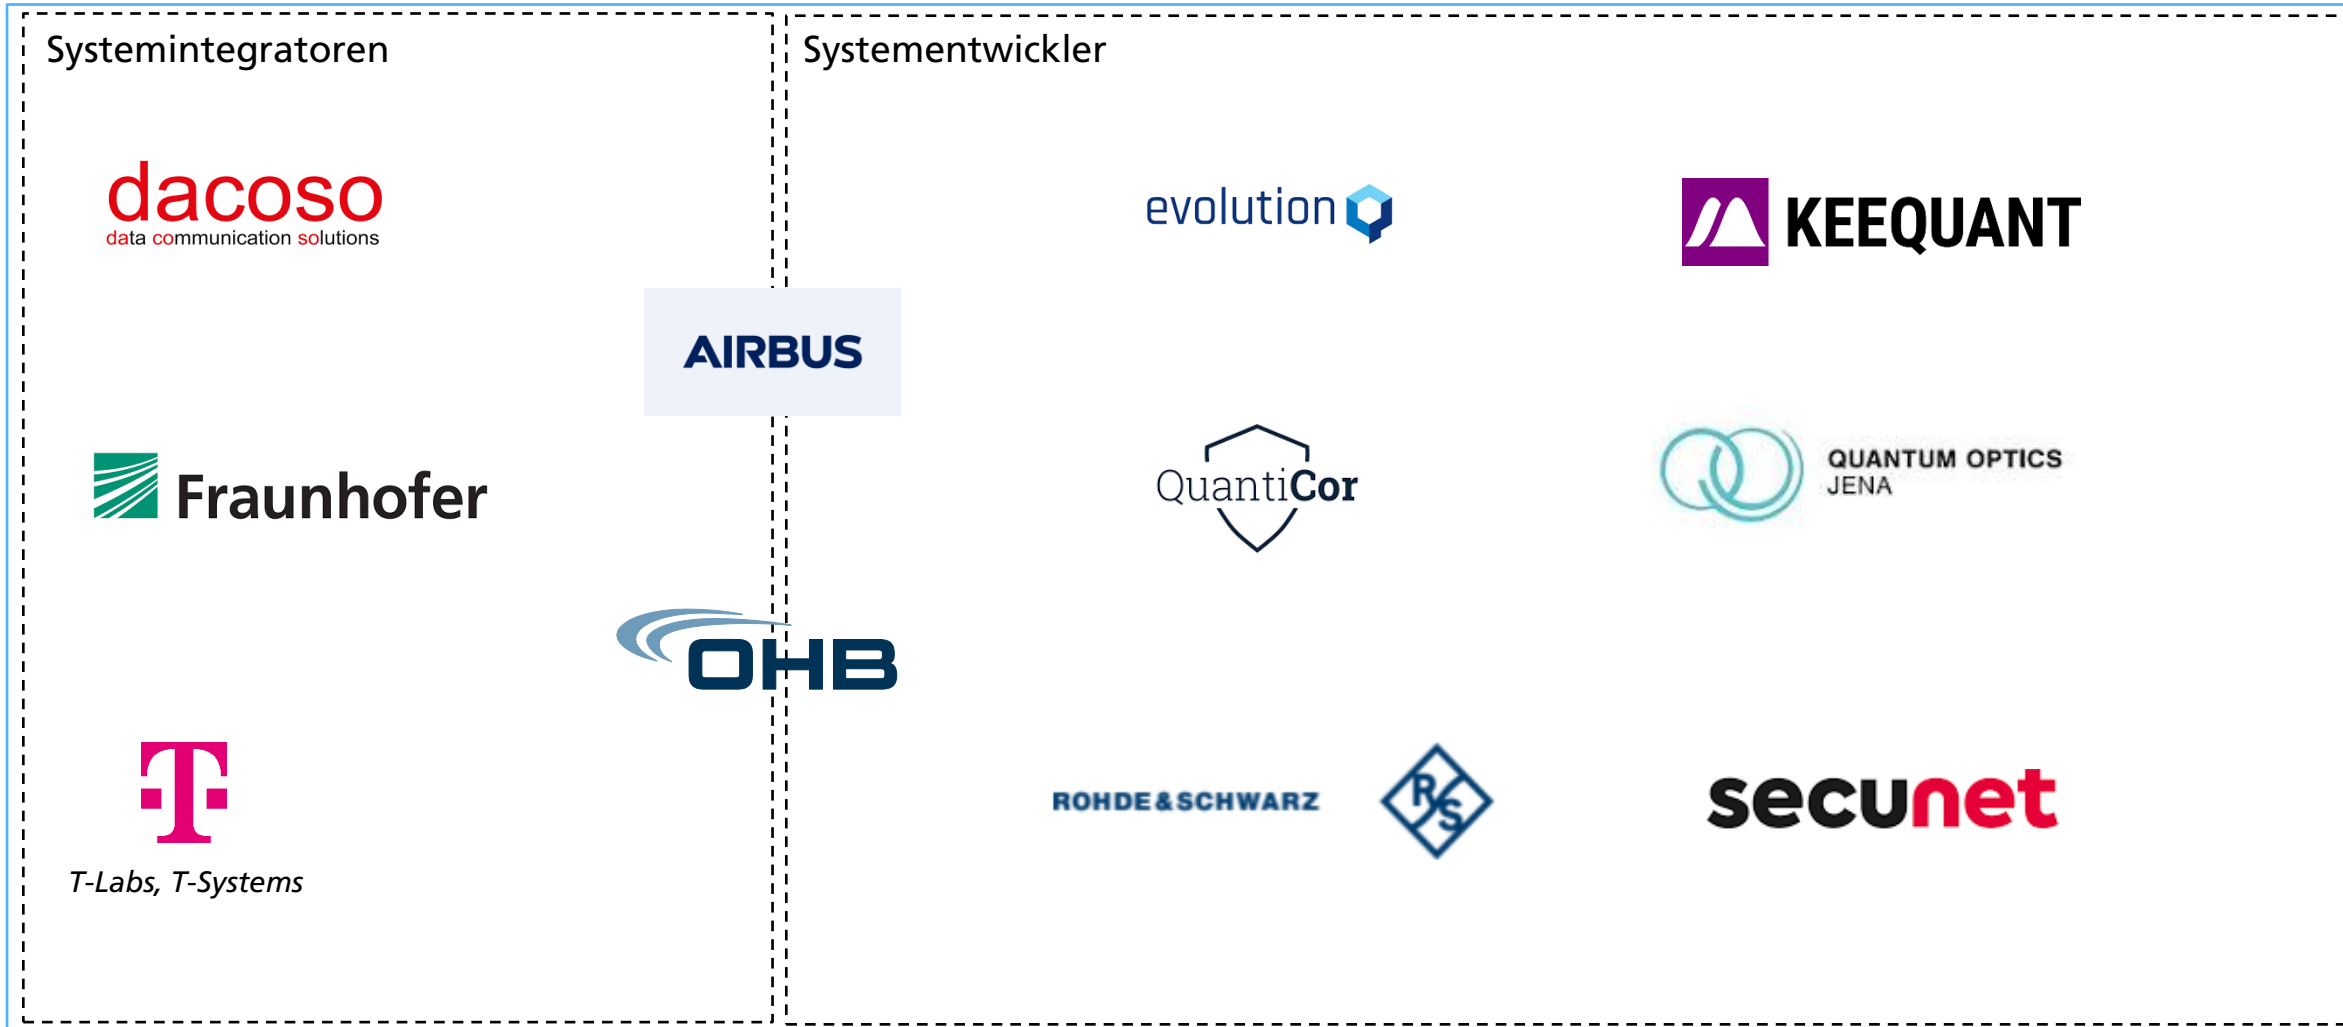 Systemintegratoren
dacoso
data communication solutions
Fraunhofer
T
T-Labs, T-Systems
AIRBUS
OHB
Systementwickler
evolution
KEEQUANT
QuantiCor
QUANTUM OPTICS
JENA
ROHDE&SCHWARZ
R
S
secunet